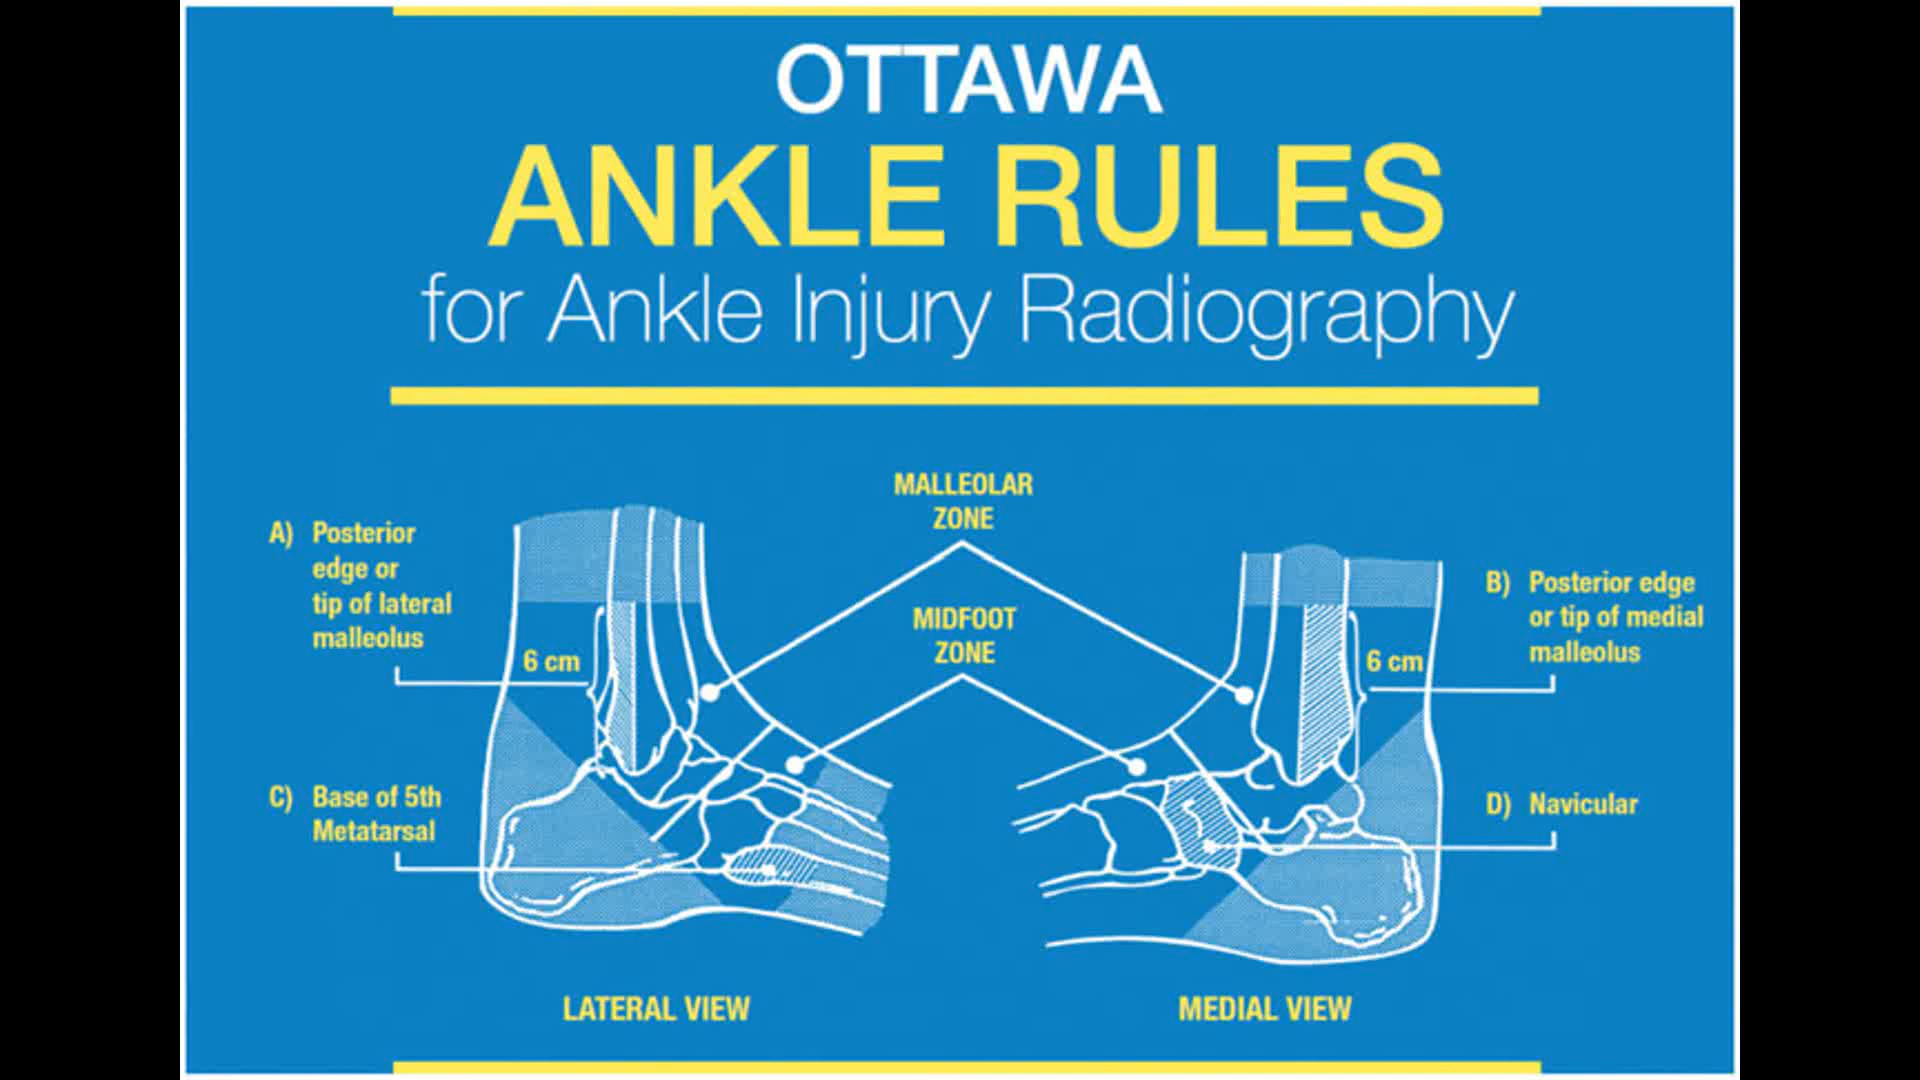 OTTAWA
ANKLE RULES
for Ankle Injury Radiography
MALLEOLAR
ZONE
A) Posterior
edge or
tip of lateral
malleolus
6 cm
MIDFOOT
ZONE
B) Posterior edge
or tip of medial
malleolus
6 cm
C) Base of 5th
Metatarsal
D) Navicular
LATERAL VIEW
MEDIAL VIEW